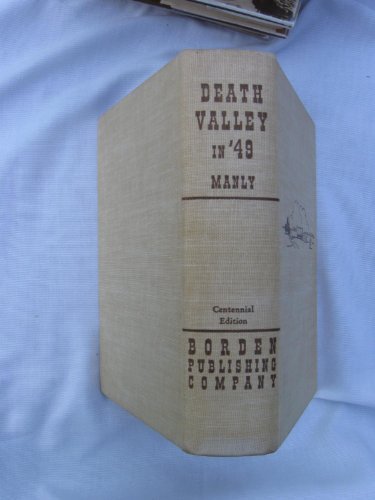 DEATH
VALLEY
IN '49
MANLY
Centennial
Edition
BORDEN
PUBLISHING
COMPANY